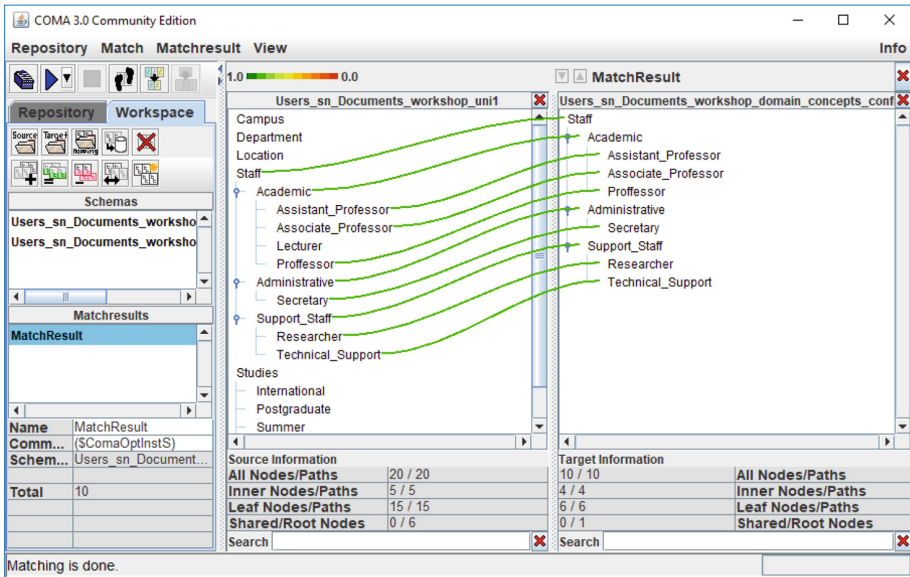 COMA 3.0 Community Edition
Repository Match Matchresult View Info
1.0 0.0 MatchResult
Repository Workspace
Users_sn_Documents_workshop_uni1
Users_sn_Documents_workshop_domain_concepts_conf
Source Target
Schemas
Users_sn_Documents_worksho
Users_sn_Documents_worksho
Matchresults
MatchResult
Name MatchResult
Comm... ($ComaOptInstS)
Schem... Users_sn_Document...
Total 10
Campus
Department
Location
Staff
Academic
Assistant_Professor
Associate_Professor
Lecturer
Proffessor
Administrative
Secretary
Support_Staff
Researcher
Technical_Support
Studies
International
Postgraduate
Summer
Staff
Academic
Assistant_Professor
Associate_Professor
Proffessor
Administrative
Secretary
Support_Staff
Researcher
Technical_Support
Source Information
All Nodes/Paths 20 / 20
Inner Nodes/Paths 5 / 5
Leaf Nodes/Paths 15 / 15
Shared/Root Nodes 0 / 6
Search
Target Information
10 / 10 All Nodes/Paths
4 / 4 Inner Nodes/Paths
6 / 6 Leaf Nodes/Paths
0 / 1 Shared/Root Nodes
Search
Matching is done.